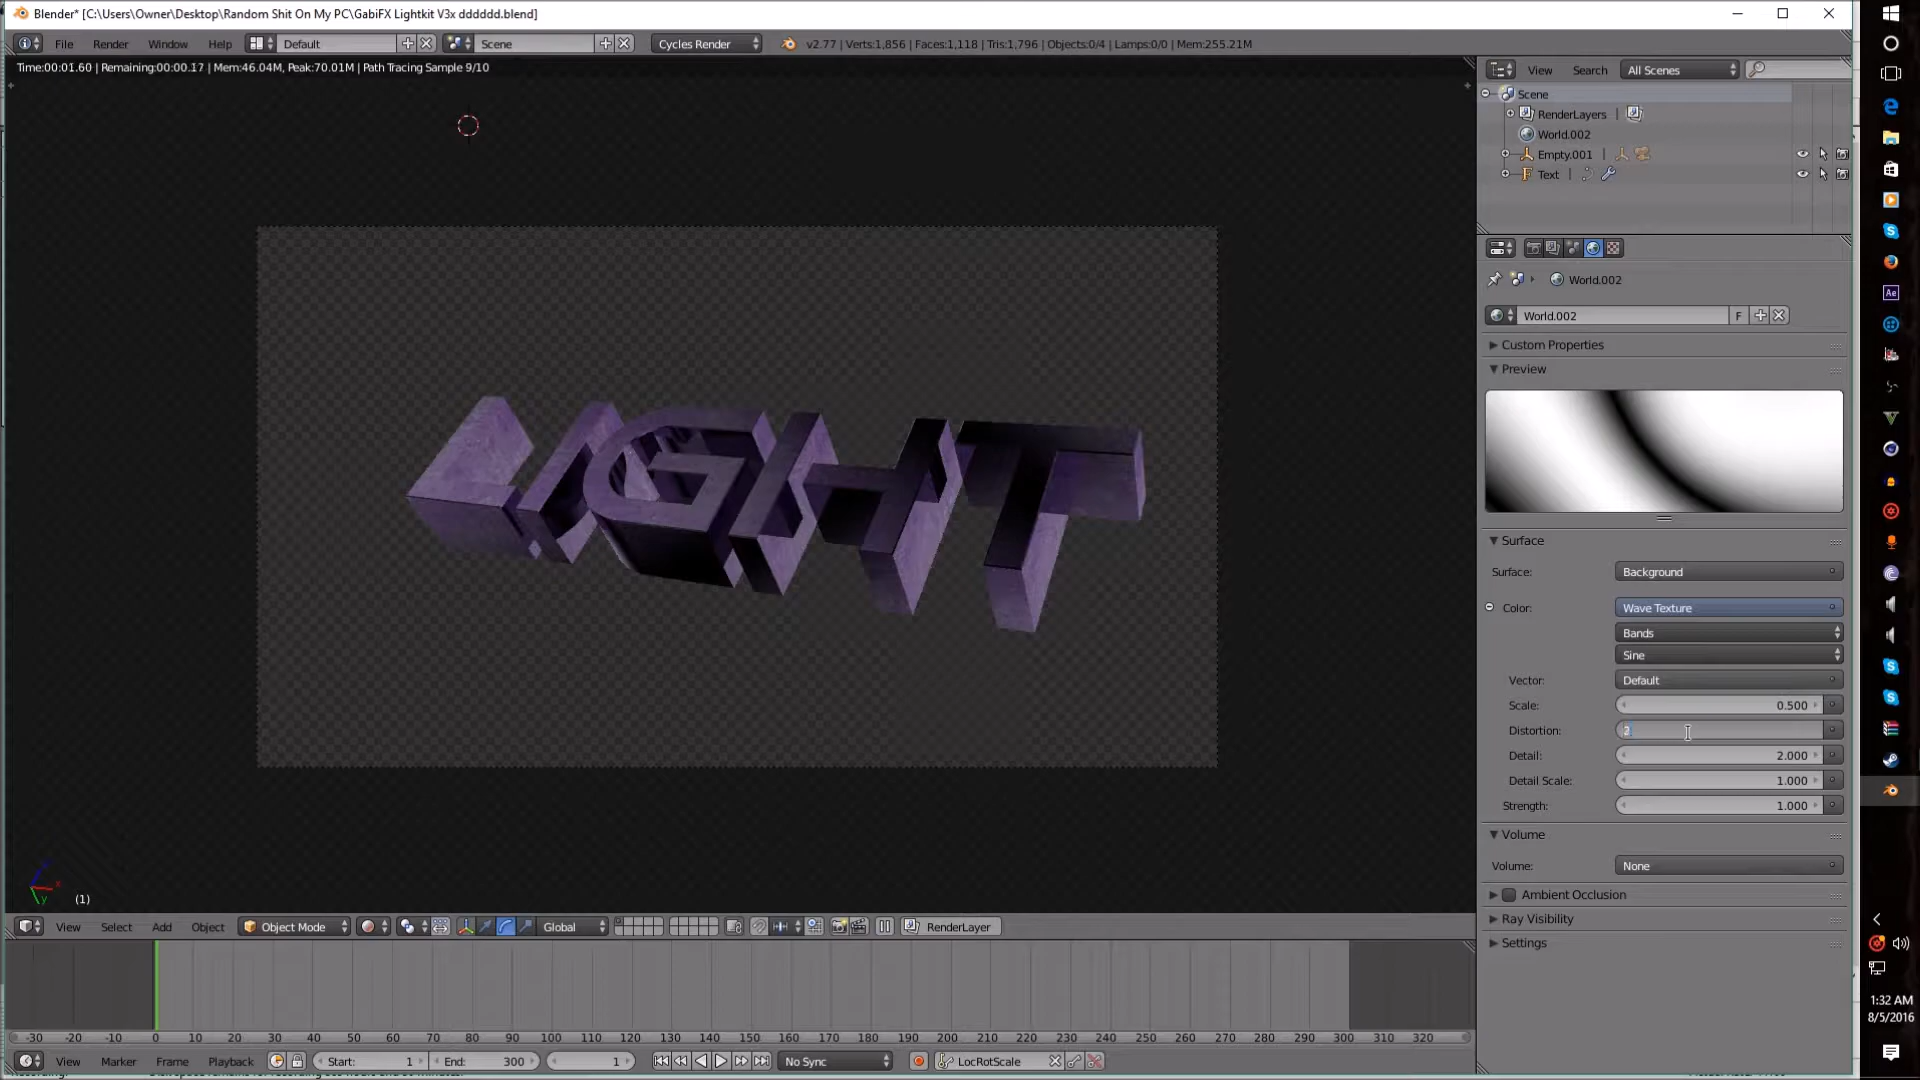 Blender* [C:\Users\Owner\Desktop\Random Shit On My PC\GabiFX Lightkit V3x dddddd.blend]
File Render Window Help Default Scene Cycles Render v2.77 | Verts:1,856 | Faces:1,118 | Tris:1,796 | Objects:0/4 | Lamps:0/0 | Mem:255.21M
Time:00:01.60 | Remaining:00:00.17 | Mem:46.04M, Peak:70.01M | Path Tracing Sample 9/10
View Search All Scenes
Scene
RenderLayers
World.002
Empty.001
Text
World.002
World.002 F
Custom Properties
Preview
LIGHT
Surface
Surface: Background
Color: Wave Texture
Bands
Sine
Vector: Default
Scale: 0.500
Distortion:
Detail: 2.000
Detail Scale: 1.000
Strength: 1.000
Volume
Volume: None
Ambient Occlusion
Ray Visibility
Settings
(1)
View Select Add Object Object Mode Global RenderLayer
-30 -20 -10 0 10 20 30 40 50 60 70 80 90 100 110 120 130 140 150 160 170 180 190 200 210 220 230 240 250 260 270 280 290 300 310 320
View Marker Frame Playback Start: 1 End: 300 1 No Sync LocRotScale
Ae
1:32 AM
8/5/2016